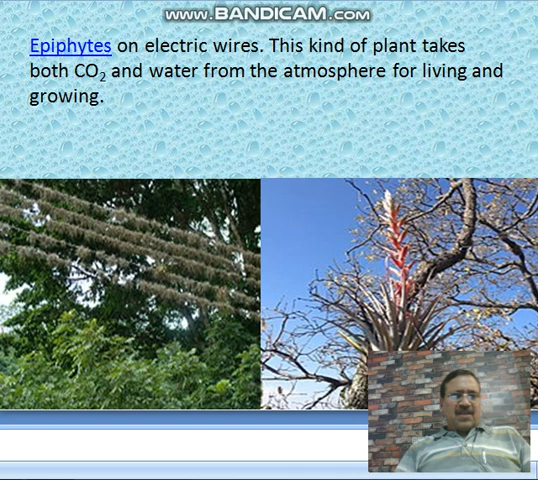 www.BANDICAM.com
Epiphytes on electric wires. This kind of plant takes
both CO₂ and water from the atmosphere for living and
growing.